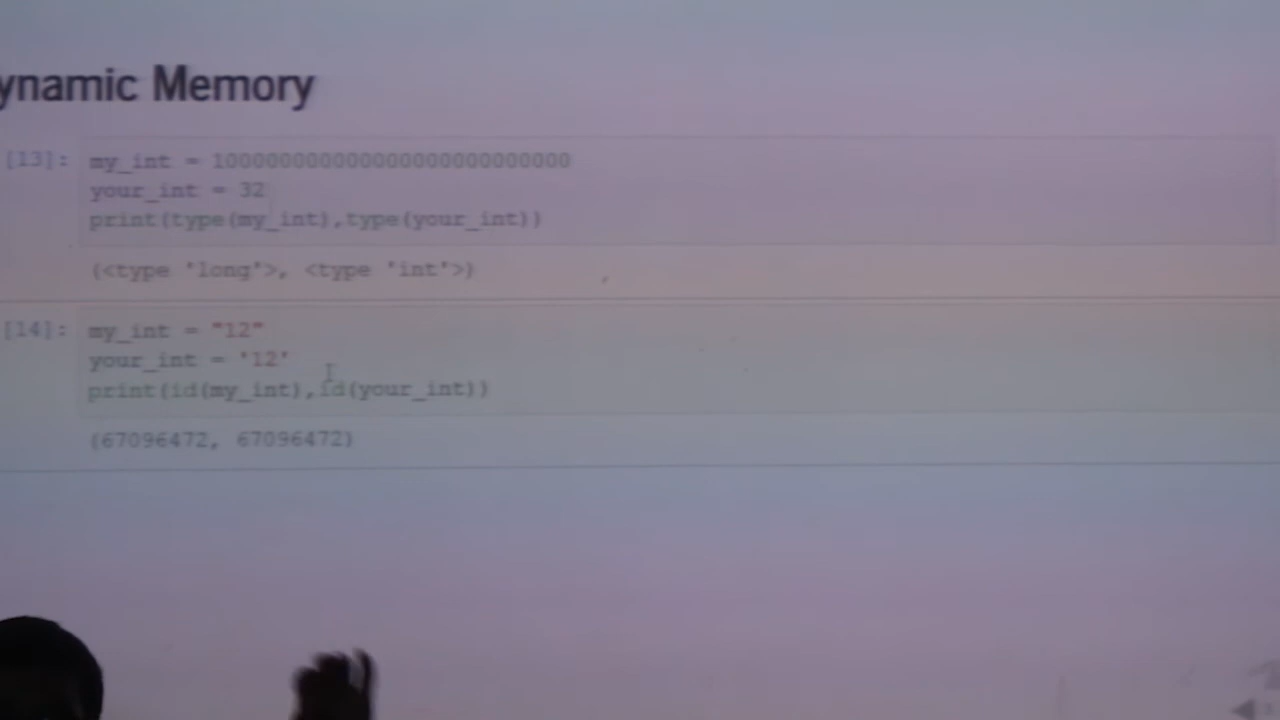 ynamic Memory
[13]: my_int = 10000000000000000000000000000
your_int = 32
print(type(my_int),type(your_int))
(<type 'long'>, <type 'int'>)
[14]: my_int = "12"
your_int = '12'
print(id(my_int),id(your_int))
(67096472, 67096472)